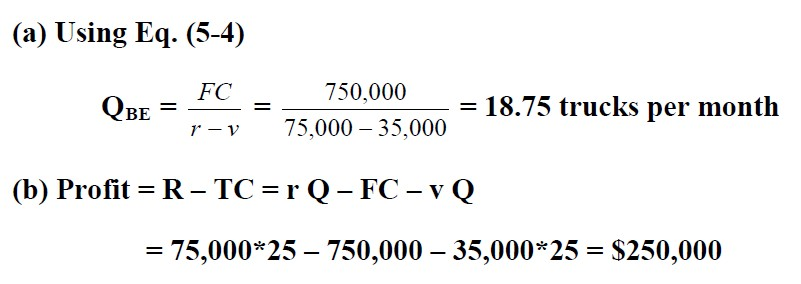 (a) Using Eq. (5-4)
Q_BE = FC / (r – v) = 750,000 / (75,000 – 35,000) = 18.75 trucks per month
(b) Profit = R – TC = r Q – FC – v Q
= 75,000*25 – 750,000 – 35,000*25 = $250,000